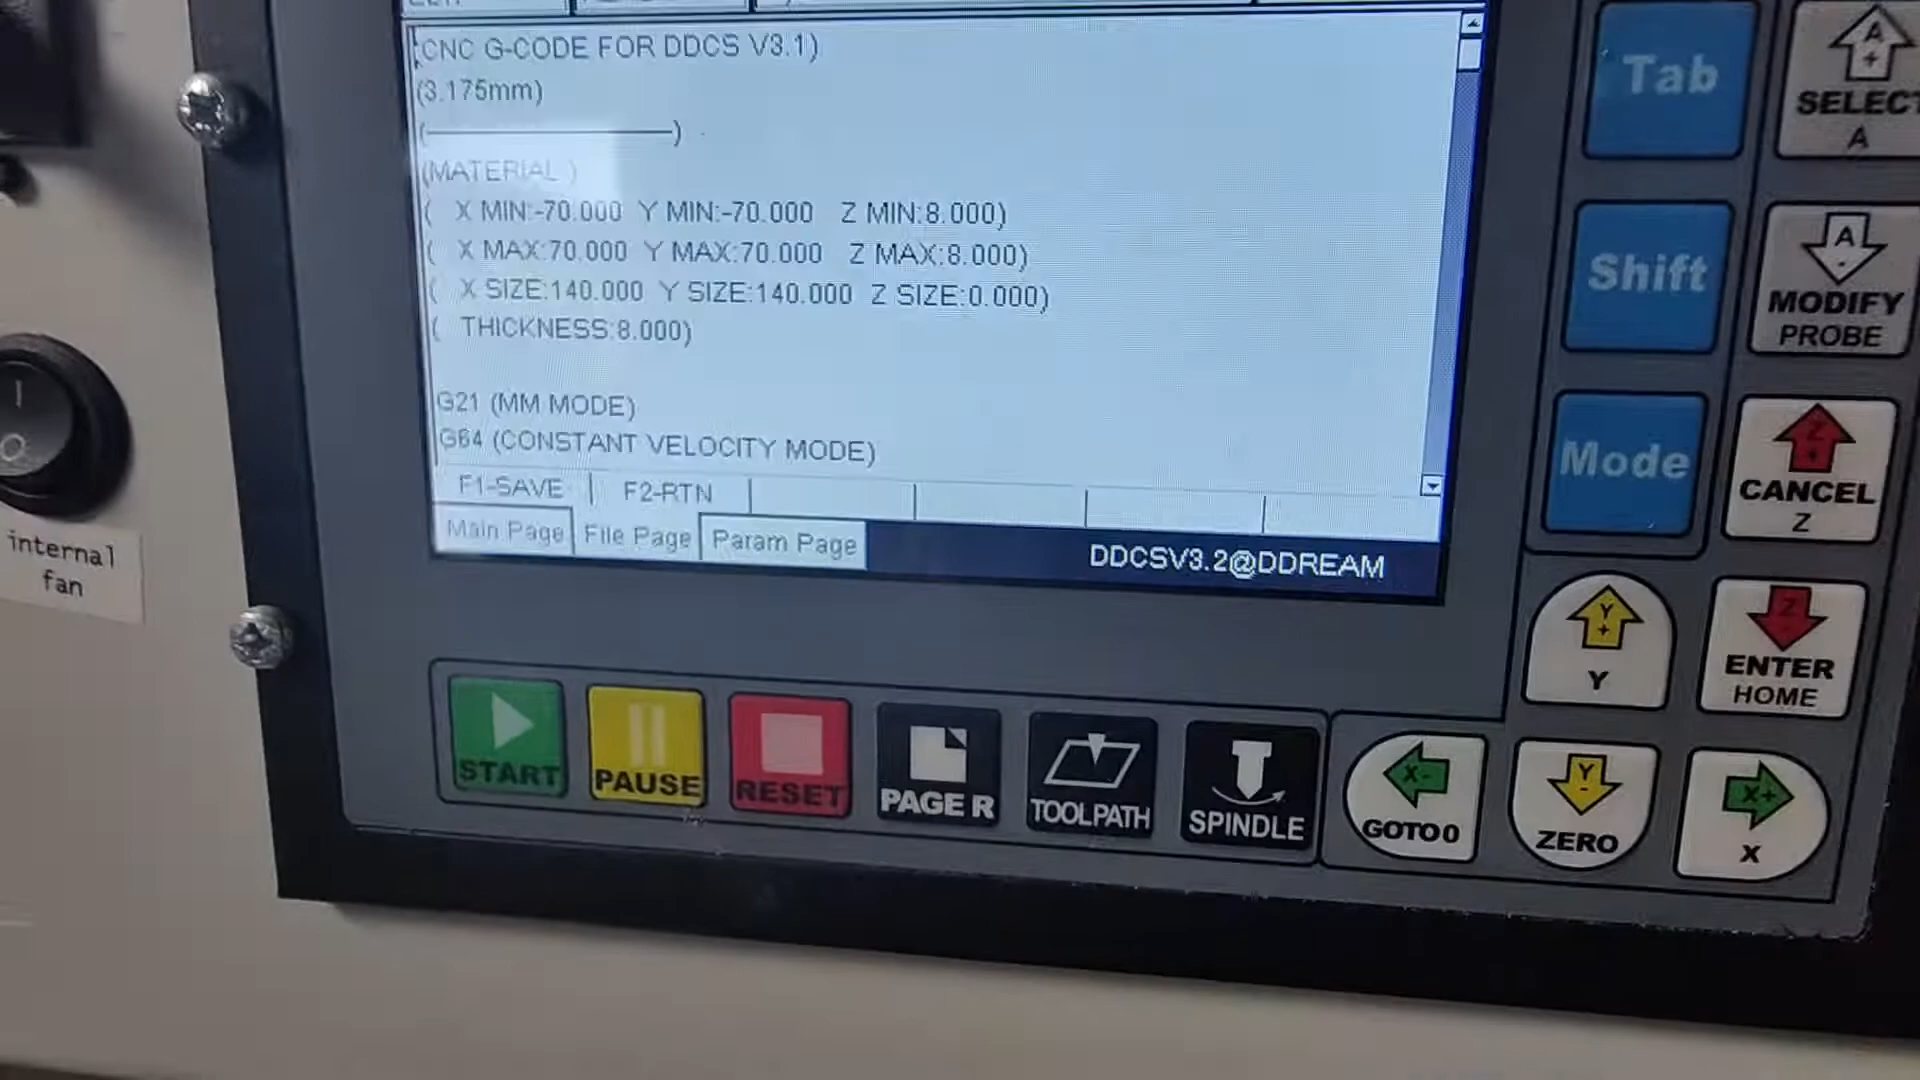 (CNC G-CODE FOR DDCS V3.1)
(3.175mm)
(MATERIAL )
( X MIN:-70.000 Y MIN:-70.000 Z MIN:8.000)
( X MAX:70.000 Y MAX:70.000 Z MAX:8.000)
( X SIZE:140.000 Y SIZE:140.000 Z SIZE:0.000)
( THICKNESS:8.000)
G21 (MM MODE)
G64 (CONSTANT VELOCITY MODE)
F1-SAVE F2-RTN
Main Page File Page Param Page
DDCSV3.2@DDREAM
internal
fan
I
O
Tab
A
+
SELECT
A
Shift
A
-
MODIFY
PROBE
Mode
Z
+
CANCEL
Z
Y
+
Y
Z
-
ENTER
HOME
START
PAUSE
RESET
PAGE R
TOOLPATH
SPINDLE
X-
GOTO0
Y
-
ZERO
X+
X